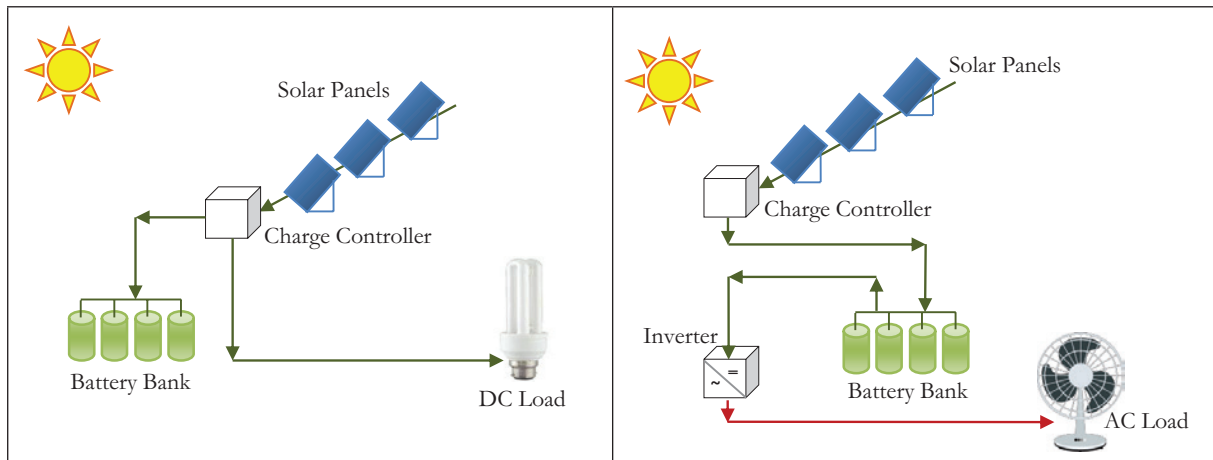 Solar Panels
Charge Controller
Battery Bank
DC Load
Solar Panels
Charge Controller
Inverter
=
~
Battery Bank
AC Load